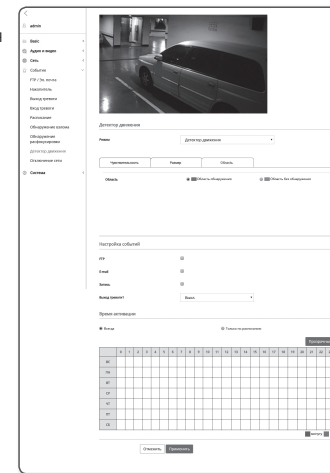 admin
Basic
Аудио и видео
Сеть
Событие
FTP / Эл. почта
Накопитель
Выход тревоги
Вход тревоги
Расписание
Обнаружение взлома
Обнаружение
расфокусировки
Детектор движения
Отключение сети
Система
Детектор движения
Режим Детектор движения
Чувствительность Размер Область
Область Область обнаружения Область без обнаружения
Настройка событий
FTP
E-mail
Запись
Выход тревоги1 Выкл
Время активации
Всегда Только по расписанию
0 1 2 3 4 5 6 7 8 9 10 11 12 13 14 15 16 17 18 19 20 21 22
ВС
ПН
ВТ
СР
ЧТ
ПТ
СБ
Отменить Применить